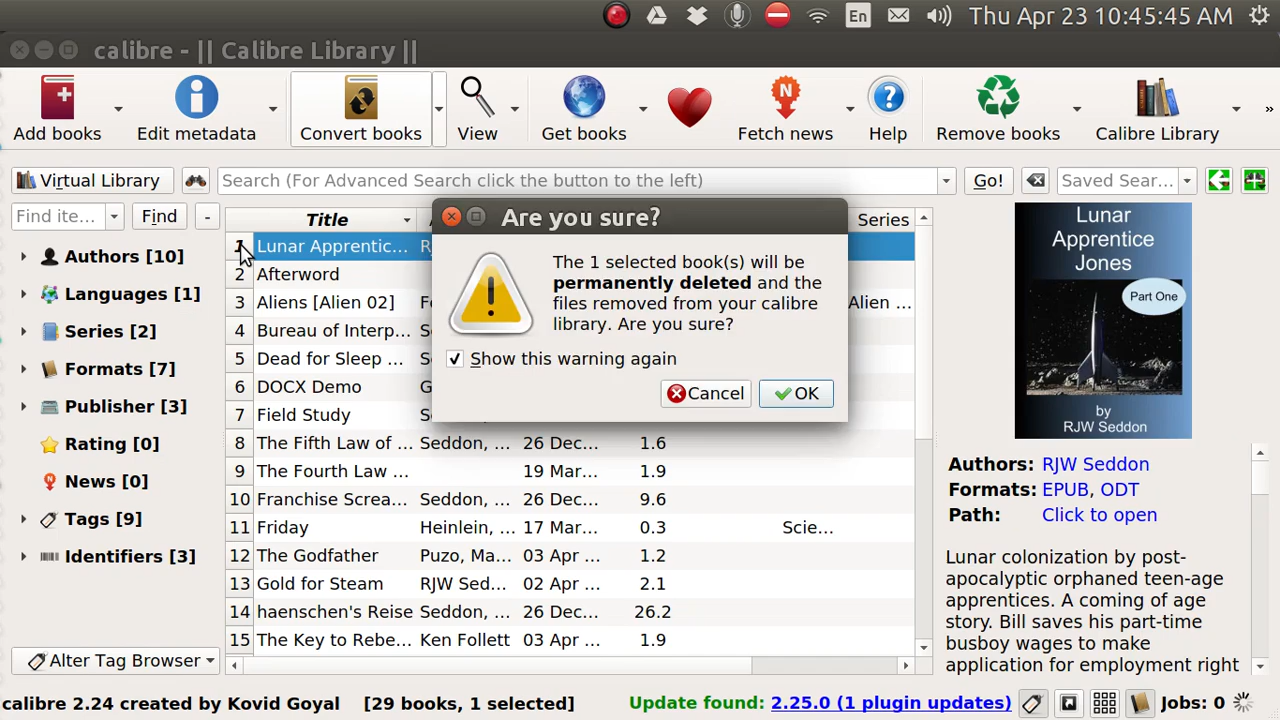 En Thu Apr 23 10:45:45 AM
calibre - || Calibre Library ||
Add books Edit metadata Convert books View Get books Fetch news Help Remove books Calibre Library »
Virtual Library Search (For Advanced Search click the button to the left) Go! Saved Sear...
Find ite... Find - Title Series
Are you sure?
The 1 selected book(s) will be
permanently deleted and the
files removed from your calibre
library. Are you sure?
Show this warning again
Cancel OK
Authors [10]
Languages [1]
Series [2]
Formats [7]
Publisher [3]
Rating [0]
News [0]
Tags [9]
Identifiers [3]
Alter Tag Browser
1 Lunar Apprentic...
2 Afterword
3 Aliens [Alien 02] Alien ...
4 Bureau of Interp...
5 Dead for Sleep ...
6 DOCX Demo
7 Field Study
8 The Fifth Law of ... Seddon, ... 26 Dec... 1.6
9 The Fourth Law ... 19 Mar... 1.9
10 Franchise Screa... Seddon, ... 26 Dec... 9.6
11 Friday Heinlein, ... 17 Mar... 0.3 Scie...
12 The Godfather Puzo, Ma... 03 Apr ... 1.2
13 Gold for Steam RJW Sed... 02 Apr ... 2.1
14 haenschen's Reise Seddon, ... 26 Dec... 26.2
15 The Key to Rebe... Ken Follett 03 Apr ... 1.9
Lunar
Apprentice
Jones
Part One
by
RJW Seddon
Authors: RJW Seddon
Formats: EPUB, ODT
Path: Click to open
Lunar colonization by post-
apocalyptic orphaned teen-age
apprentices. A coming of age
story. Bill saves his part-time
busboy wages to make
application for employment right
calibre 2.24 created by Kovid Goyal [29 books, 1 selected] Update found: 2.25.0 (1 plugin updates) Jobs: 0